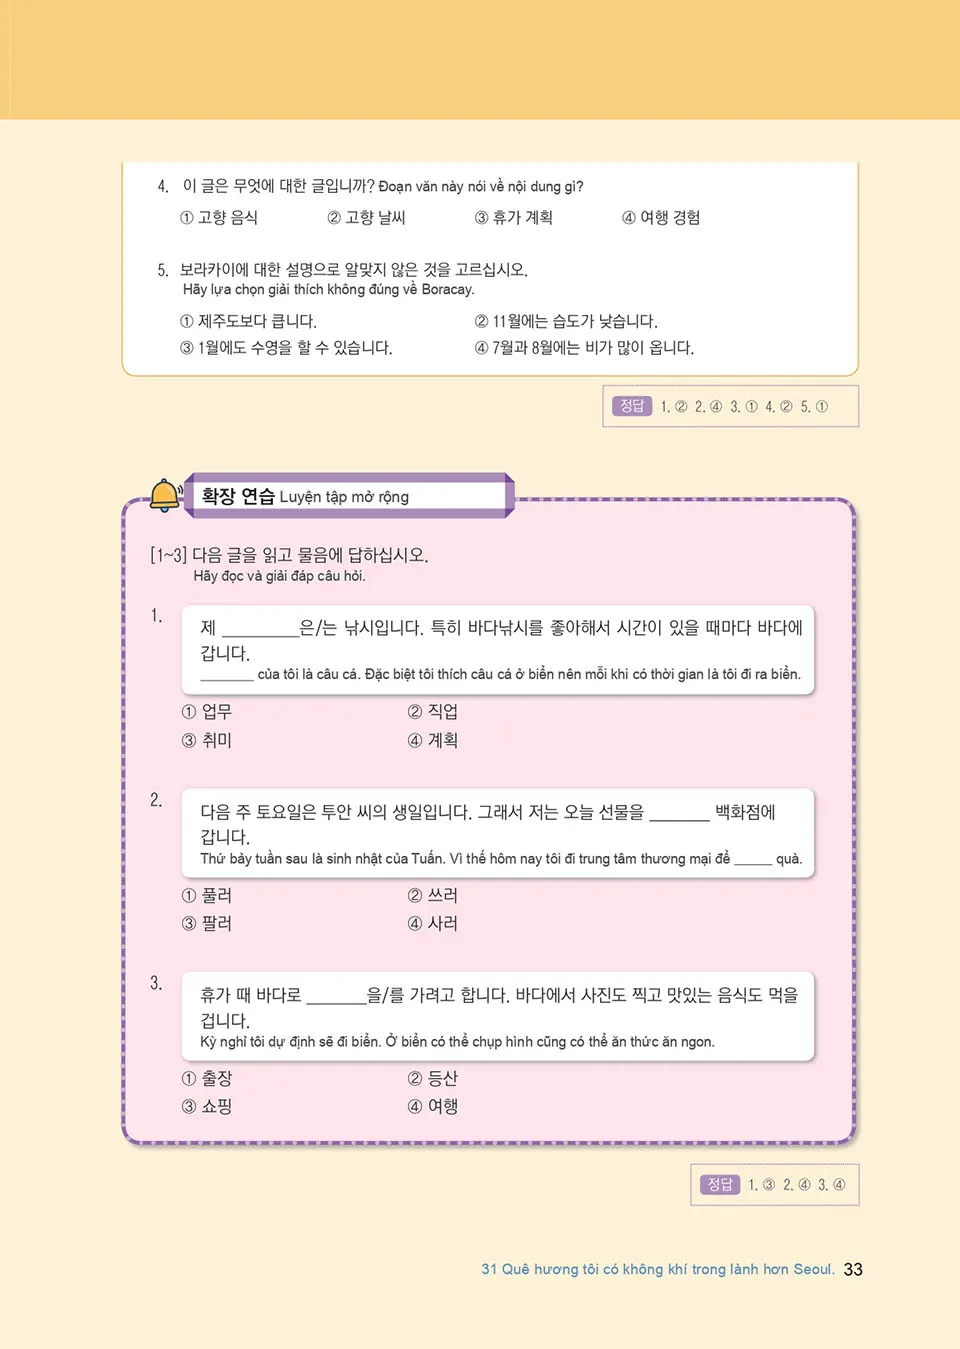 4. 이 글은 무엇에 대한 글입니까? Đoạn văn này nói về nội dung gì?
① 고향 음식 ② 고향 날씨 ③ 휴가 계획 ④ 여행 경험
5. 보라카이에 대한 설명으로 알맞지 않은 것을 고르십시오.
Hãy lựa chọn giải thích không đúng về Boracay.
① 제주도보다 큽니다. ② 11월에는 습도가 낮습니다.
③ 1월에도 수영을 할 수 있습니다. ④ 7월과 8월에는 비가 많이 옵니다.
정답 1. ② 2. ④ 3. ① 4. ② 5. ①
확장 연습 Luyện tập mở rộng
[1~3] 다음 글을 읽고 물음에 답하십시오.
Hãy đọc và giải đáp câu hỏi.
1. 제 _________은/는 낚시입니다. 특히 바다낚시를 좋아해서 시간이 있을 때마다 바다에
갑니다.
_______ của tôi là câu cá. Đặc biệt tôi thích câu cá ở biển nên mỗi khi có thời gian là tôi đi ra biển.
① 업무 ② 직업
③ 취미 ④ 계획
2. 다음 주 토요일은 투안 씨의 생일입니다. 그래서 저는 오늘 선물을 _______ 백화점에
갑니다.
Thứ bảy tuần sau là sinh nhật của Tuấn. Vì thế hôm nay tôi đi trung tâm thương mại để _____ quà.
① 풀러 ② 쓰러
③ 팔러 ④ 사러
3. 휴가 때 바다로 _______을/를 가려고 합니다. 바다에서 사진도 찍고 맛있는 음식도 먹을
겁니다.
Kỳ nghỉ tôi dự định sẽ đi biển. Ở biển có thể chụp hình cũng có thể ăn thức ăn ngon.
① 출장 ② 등산
③ 쇼핑 ④ 여행
정답 1. ③ 2. ④ 3. ④
31 Quê hương tôi có không khí trong lành hơn Seoul. 33